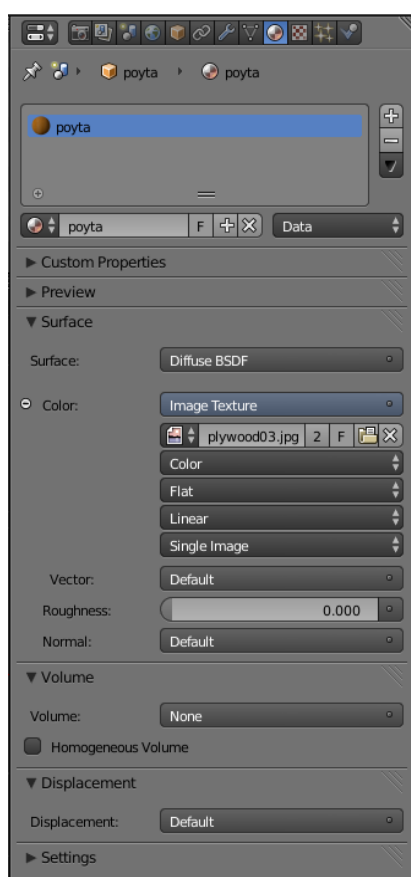 poyta poyta
poyta
poyta F Data
Custom Properties
Preview
Surface
Surface: Diffuse BSDF
Color: Image Texture
plywood03.jpg 2 F
Color
Flat
Linear
Single Image
Vector: Default
Roughness: 0.000
Normal: Default
Volume
Volume: None
Homogeneous Volume
Displacement
Displacement: Default
Settings